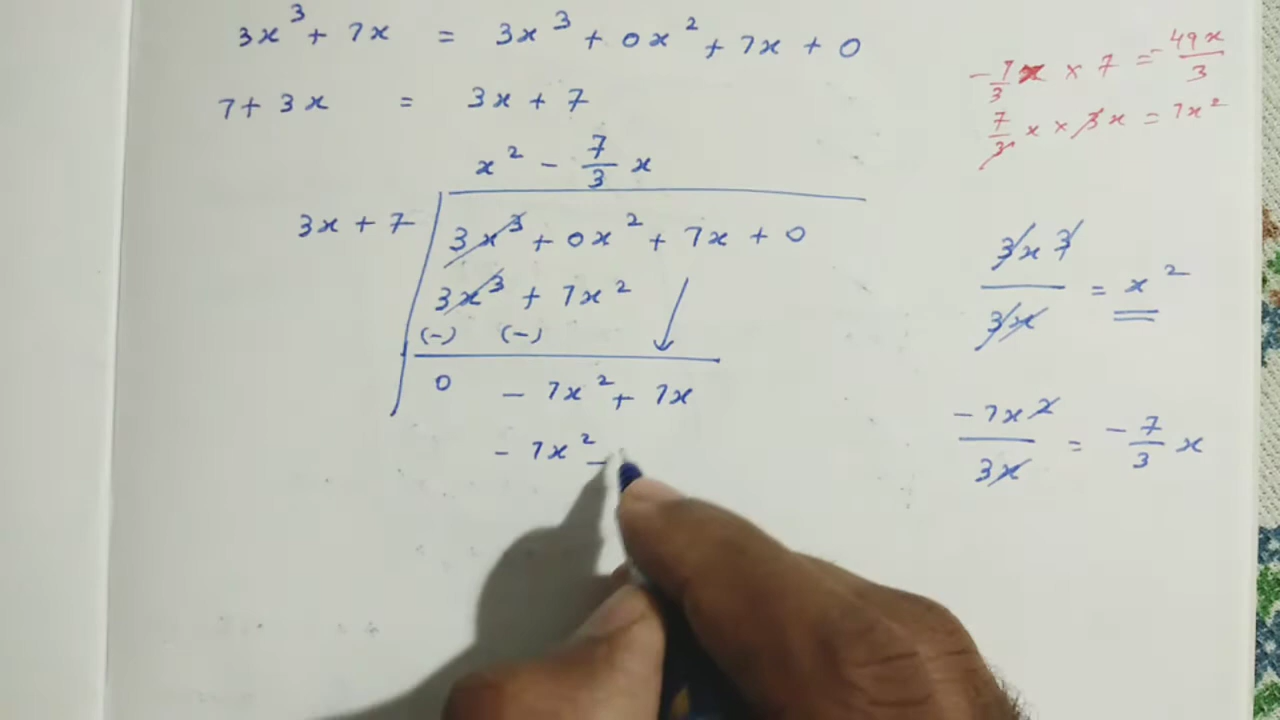 3x³ + 7x = 3x³ + 0x² + 7x + 0
7 + 3x = 3x + 7
x² - 7/3 x
3x + 7 3x³ + 0x² + 7x + 0
3x³ + 7x²
(-) (-)
0 - 7x² + 7x
- 7x² -
-7/3 x × 7 = -49x/3
7/3 x × 3x = 7x²
3x3/3x = x²
-7x2/3x = -7/3 x